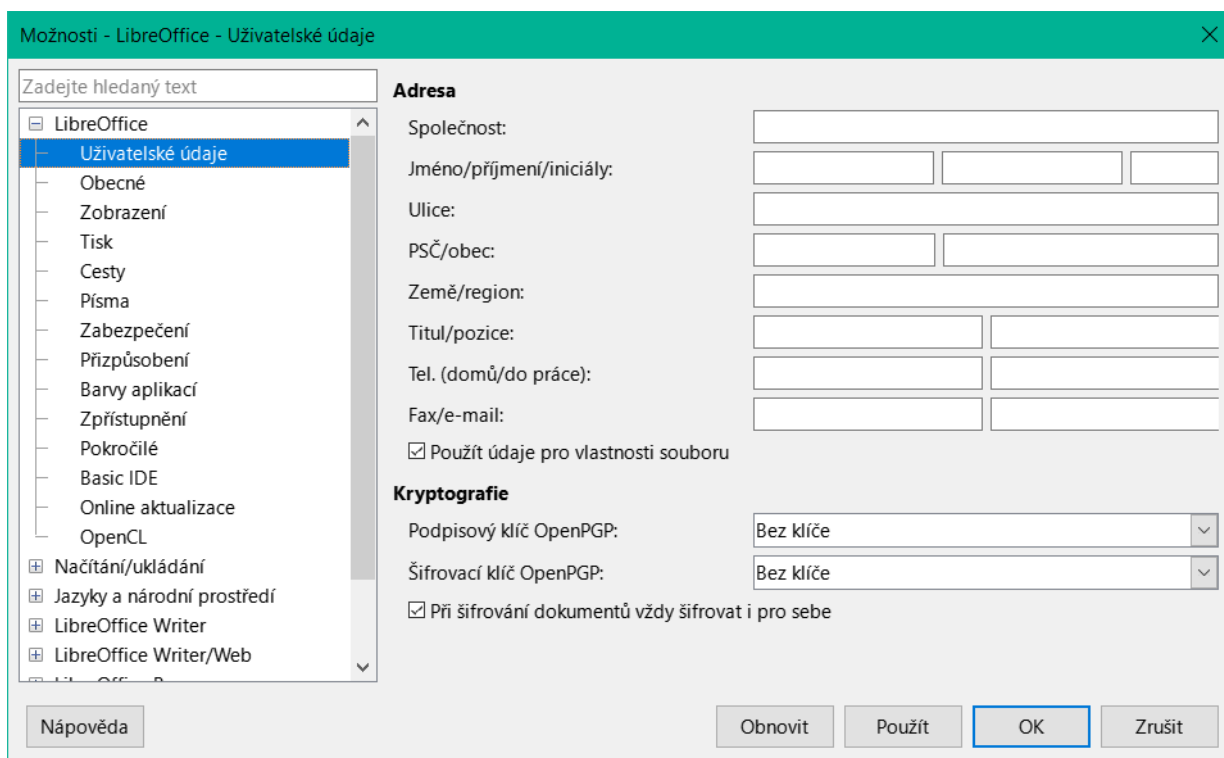 Možnosti - LibreOffice - Uživatelské údaje
Zadejte hledaný text
LibreOffice
Uživatelské údaje
Obecné
Zobrazení
Tisk
Cesty
Písma
Zabezpečení
Přizpůsobení
Barvy aplikací
Zpřístupnění
Pokročilé
Basic IDE
Online aktualizace
OpenCL
Načítání/ukládání
Jazyky a národní prostředí
LibreOffice Writer
LibreOffice Writer/Web
Adresa
Společnost:
Jméno/příjmení/iniciály:
Ulice:
PSČ/obec:
Země/region:
Titul/pozice:
Tel. (domů/do práce):
Fax/e-mail:
Použít údaje pro vlastnosti souboru
Kryptografie
Podpisový klíč OpenPGP: Bez klíče
Šifrovací klíč OpenPGP: Bez klíče
Při šifrování dokumentů vždy šifrovat i pro sebe
Nápověda Obnovit Použít OK Zrušit